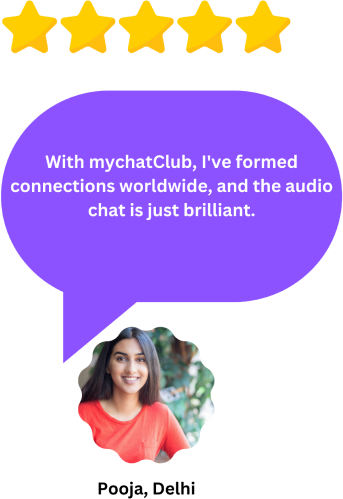 With mychatClub, I've formed
connections worldwide, and the audio
chat is just brilliant.
Pooja, Delhi